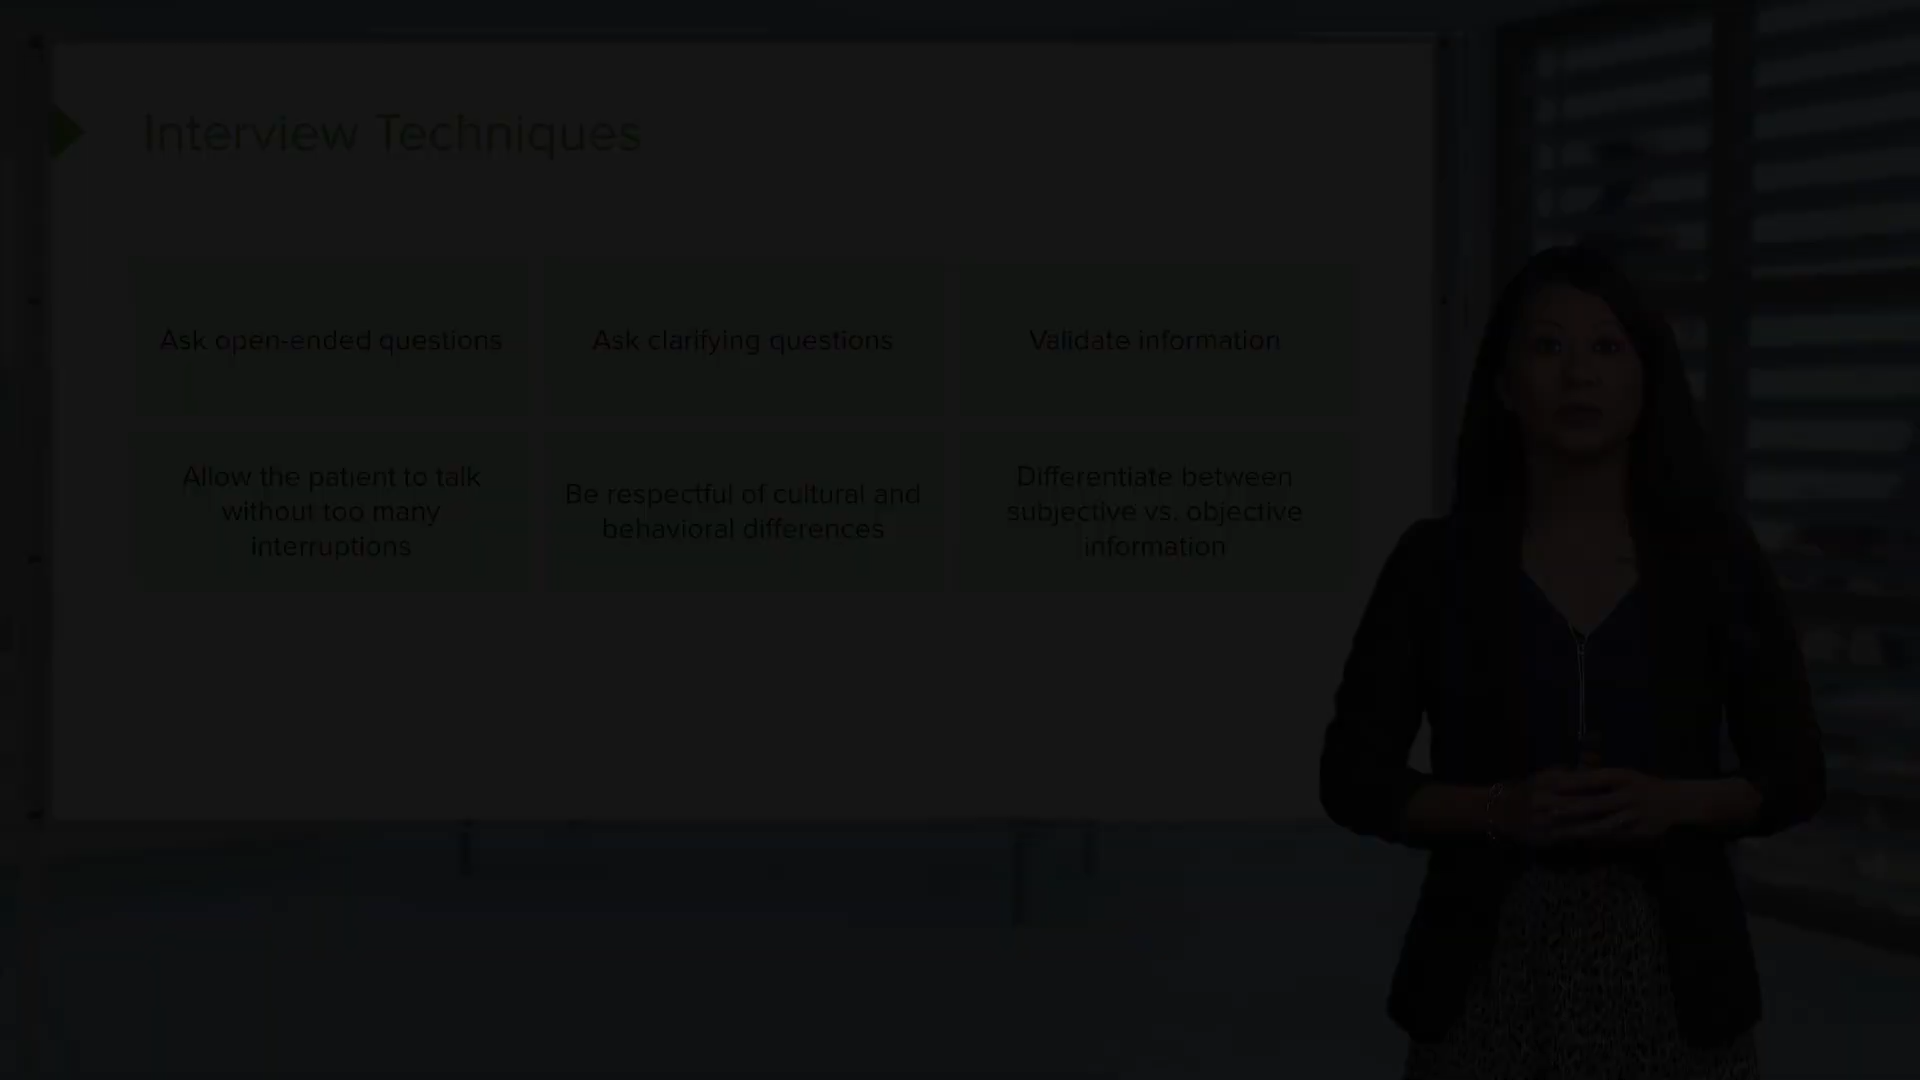 Interview Techniques
Ask open-ended questions
Ask clarifying questions
Validate information
Allow the patient to talk
without too many
interruptions
Be respectful of cultural and
behavioral differences
Differentiate between
subjective vs. objective
information